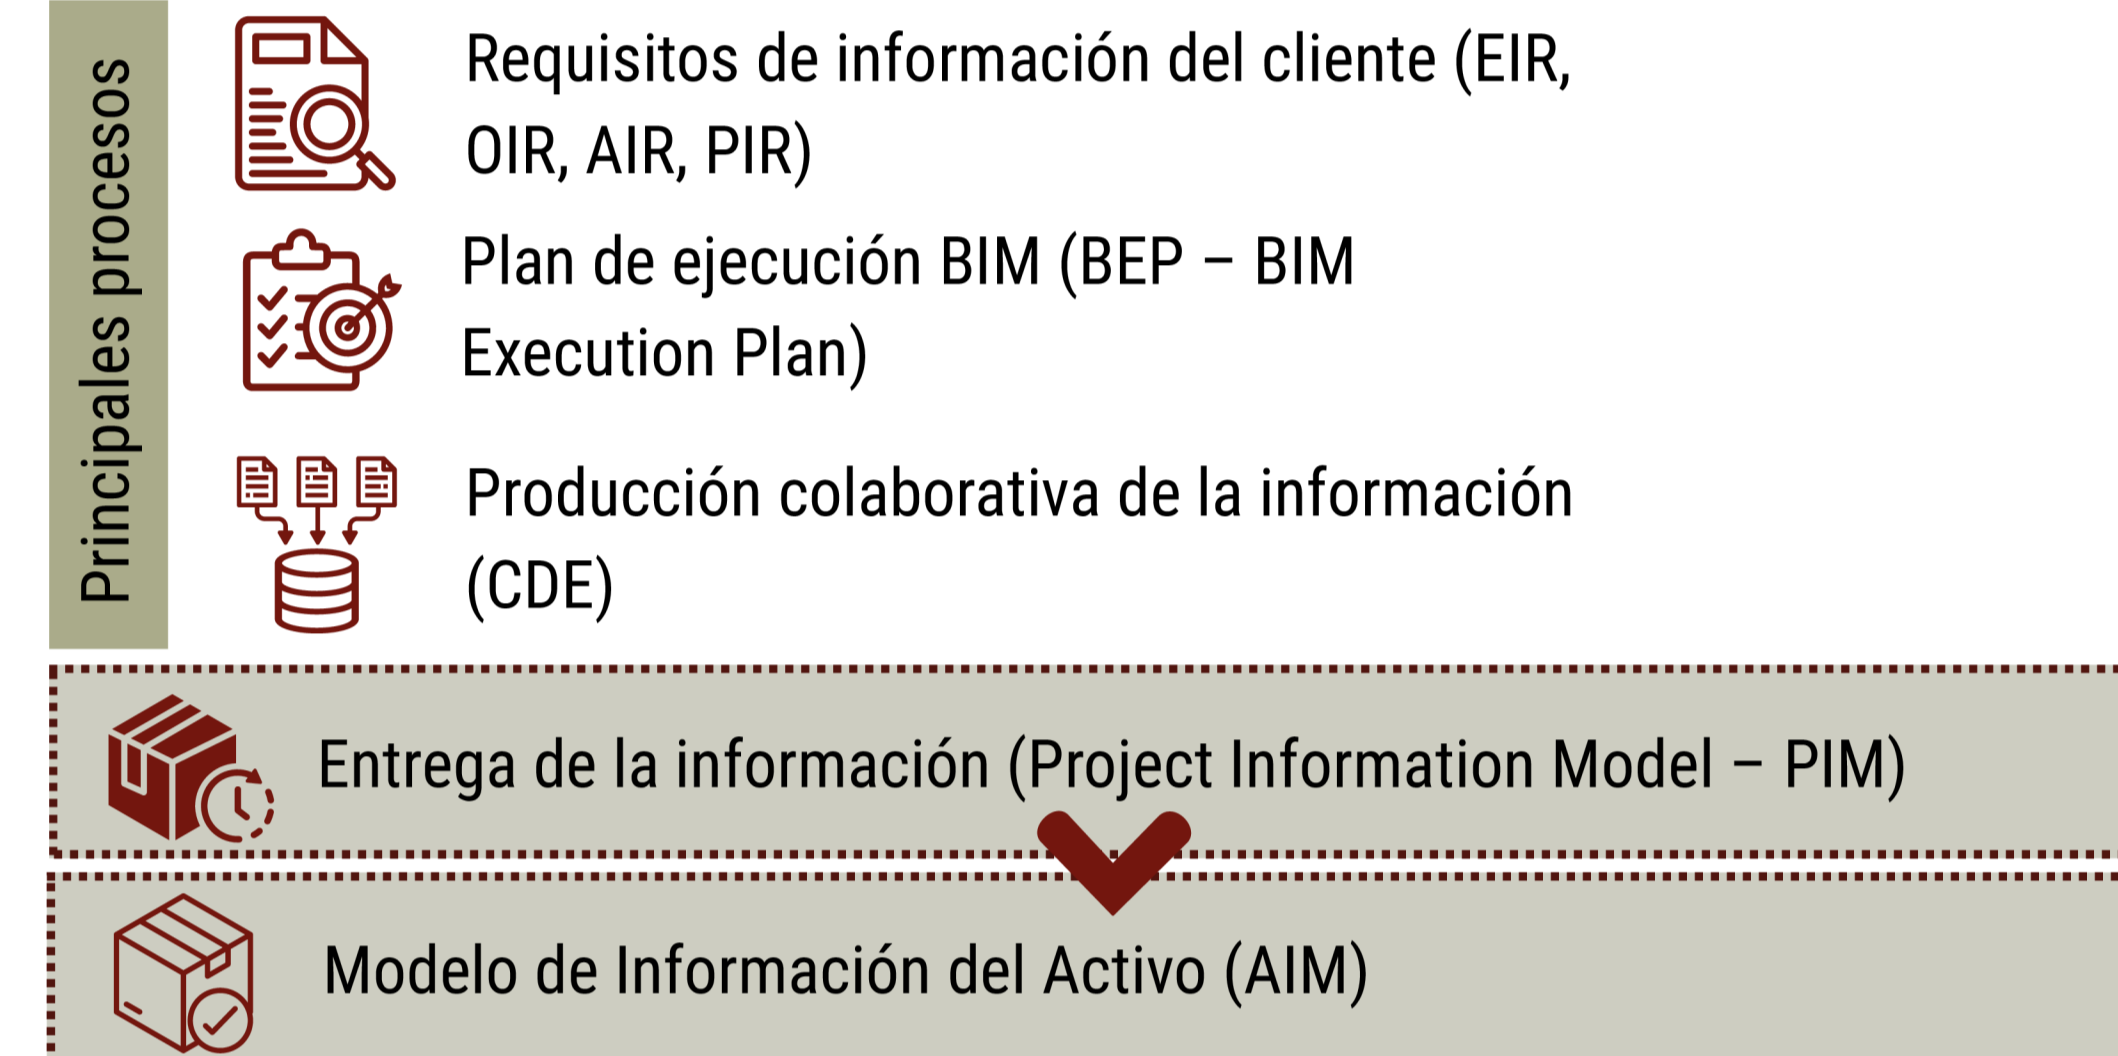 Principales procesos
Requisitos de información del cliente (EIR,
OIR, AIR, PIR)
Plan de ejecución BIM (BEP – BIM
Execution Plan)
Producción colaborativa de la información
(CDE)
Entrega de la información (Project Information Model – PIM)
Modelo de Información del Activo (AIM)